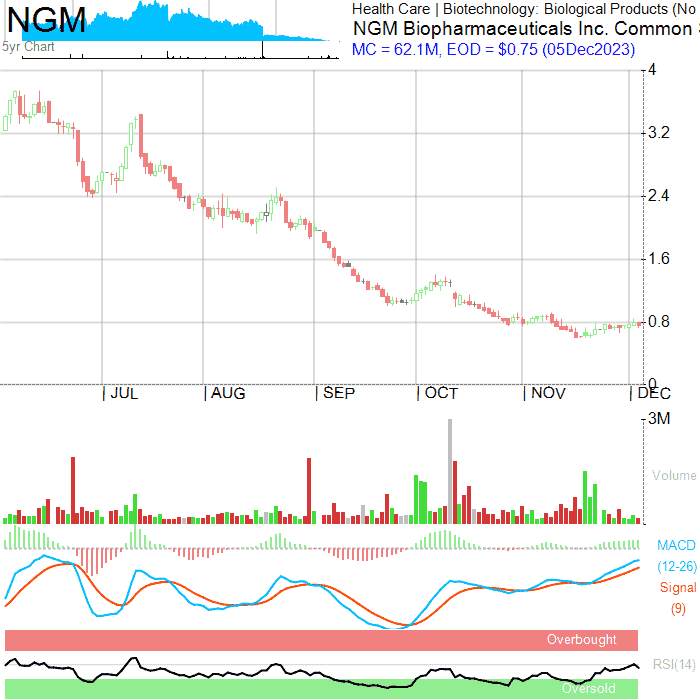 NGM
5yr Chart
Health Care | Biotechnology: Biological Products (No
NGM Biopharmaceuticals Inc. Common S
MC = 62.1M, EOD = $0.75 (05Dec2023)
4
3.2
2.4
1.6
0.8
0
| JUL | AUG | SEP | OCT | NOV | DEC
3M
Volume
MACD
(12-26)
Signal
(9)
Overbought
RSI(14)
Oversold